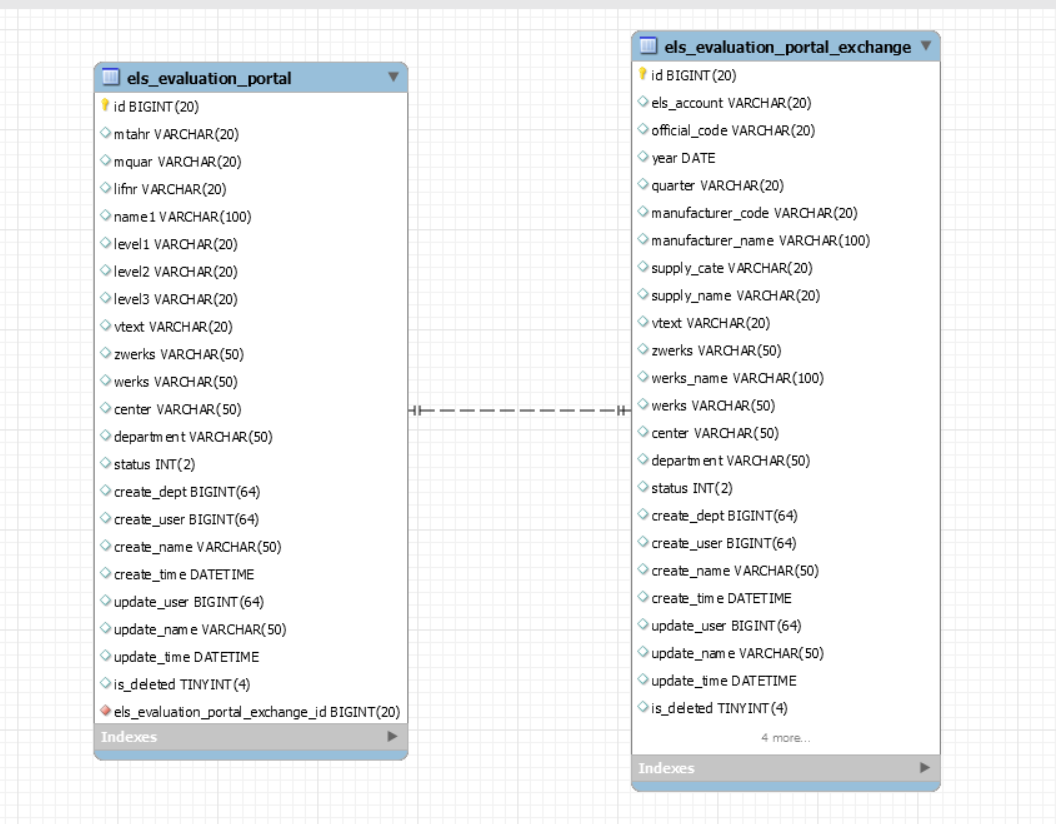 els_evaluation_portal
id BIGINT(20)
mtahr VARCHAR(20)
mquar VARCHAR(20)
lifnr VARCHAR(20)
name1 VARCHAR(100)
level1 VARCHAR(20)
level2 VARCHAR(20)
level3 VARCHAR(20)
vtext VARCHAR(20)
zwerks VARCHAR(50)
werks VARCHAR(50)
center VARCHAR(50)
department VARCHAR(50)
status INT(2)
create_dept BIGINT(64)
create_user BIGINT(64)
create_name VARCHAR(50)
create_time DATETIME
update_user BIGINT(64)
update_name VARCHAR(50)
update_time DATETIME
is_deleted TINYINT(4)
els_evaluation_portal_exchange_id BIGINT(20)
Indexes
els_evaluation_portal_exchange
id BIGINT(20)
els_account VARCHAR(20)
official_code VARCHAR(20)
year DATE
quarter VARCHAR(20)
manufacturer_code VARCHAR(20)
manufacturer_name VARCHAR(100)
supply_cate VARCHAR(20)
supply_name VARCHAR(20)
vtext VARCHAR(20)
zwerks VARCHAR(50)
werks_name VARCHAR(100)
werks VARCHAR(50)
center VARCHAR(50)
department VARCHAR(50)
status INT(2)
create_dept BIGINT(64)
create_user BIGINT(64)
create_name VARCHAR(50)
create_time DATETIME
update_user BIGINT(64)
update_name VARCHAR(50)
update_time DATETIME
is_deleted TINYINT(4)
4 more...
Indexes